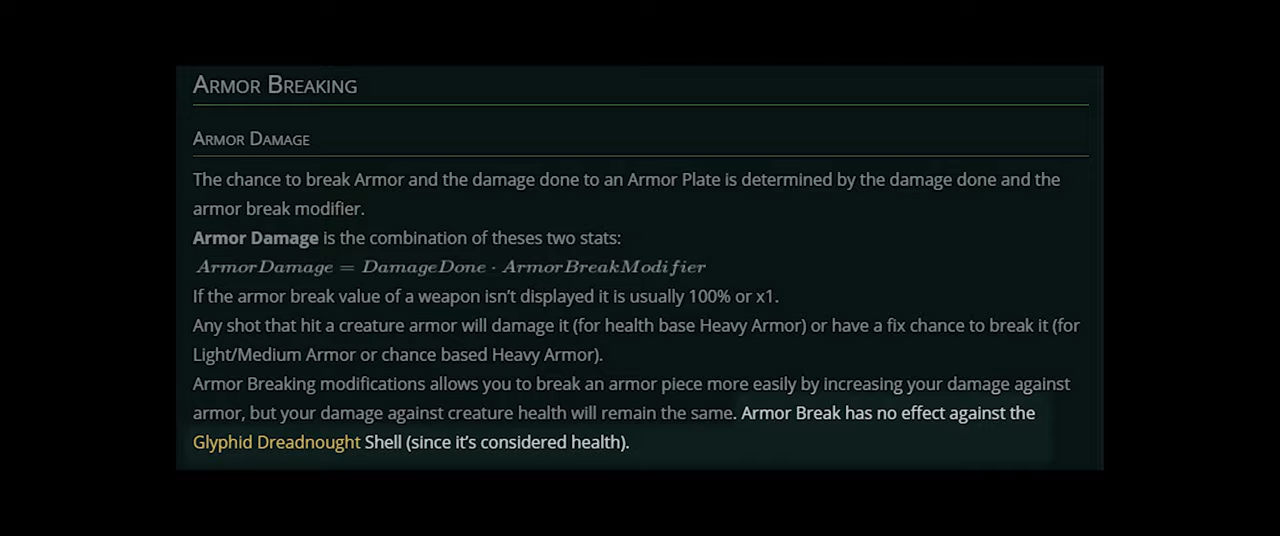 Armor Breaking
Armor Damage
The chance to break Armor and the damage done to an Armor Plate is determined by the damage done and the
armor break modifier.
Armor Damage is the combination of theses two stats:
ArmorDamage = DamageDone · ArmorBreakModifier
If the armor break value of a weapon isn't displayed it is usually 100% or x1.
Any shot that hit a creature armor will damage it (for health base Heavy Armor) or have a fix chance to break it (for
Light/Medium Armor or chance based Heavy Armor).
Armor Breaking modifications allows you to break an armor piece more easily by increasing your damage against
armor, but your damage against creature health will remain the same. Armor Break has no effect against the
Glyphid Dreadnought Shell (since it's considered health).